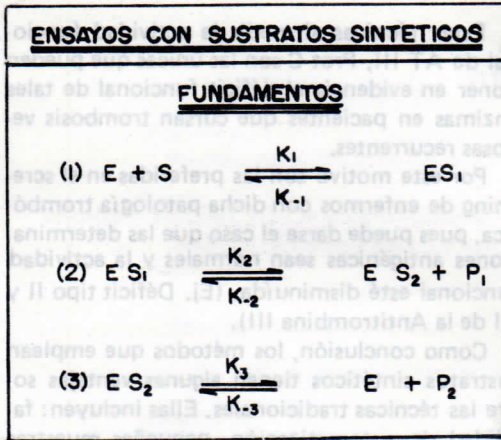 ENSAYOS CON SUSTRATOS SINTETICOS
FUNDAMENTOS
K₁
(1) E + S ⇌ ES₁
K₋₁
K₂
(2) E S₁ ⇌ E S₂ + P₁
K₋₂
K₃
(3) E S₂ ⇌ E + P₂
K₋₃